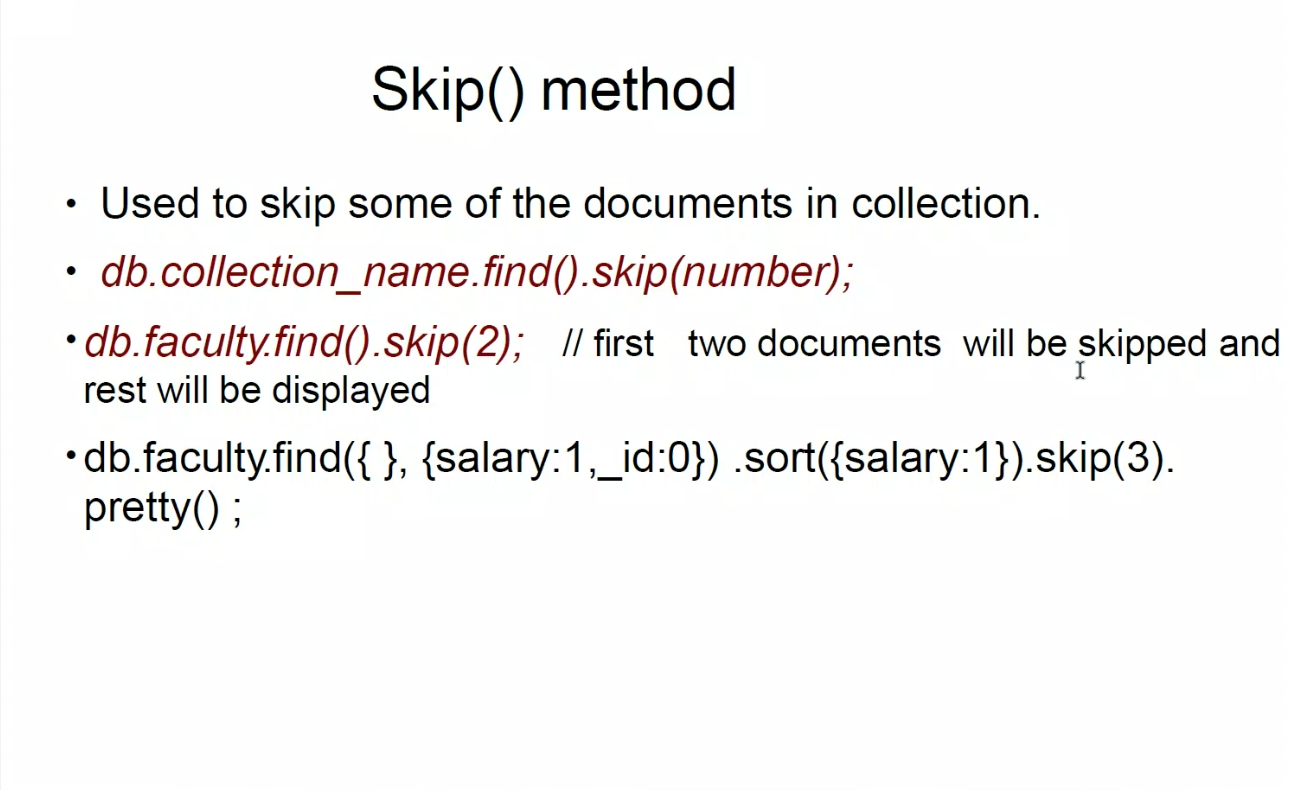 Skip() method
• Used to skip some of the documents in collection.
• db.collection_name.find().skip(number);
• db.faculty.find().skip(2); // first two documents will be skipped and
rest will be displayed
• db.faculty.find({ }, {salary:1,_id:0}) .sort({salary:1}).skip(3).
pretty() ;